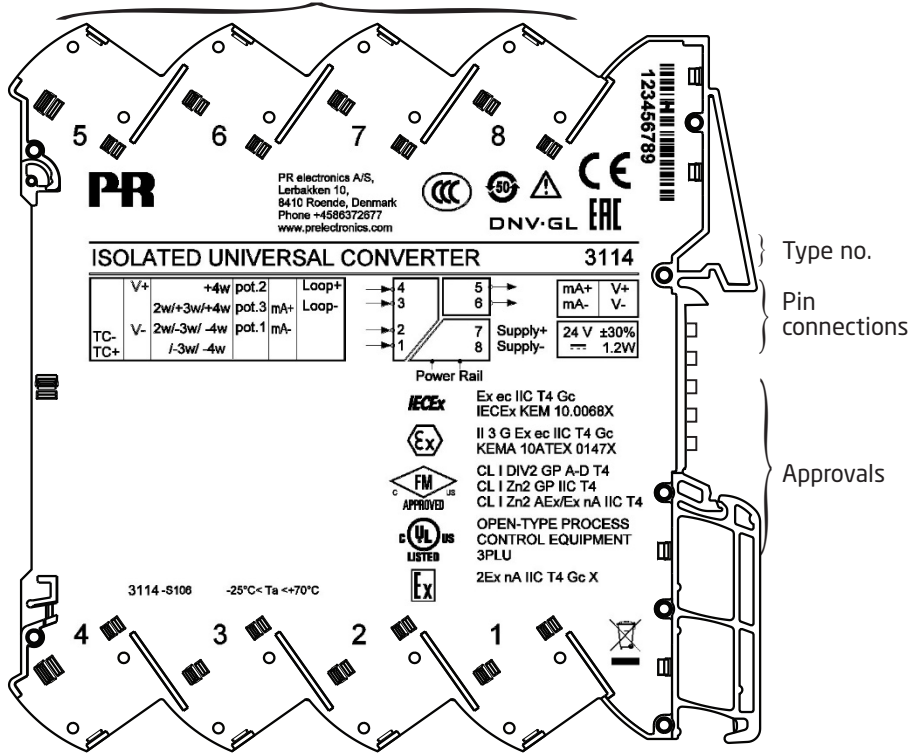 5 6 7 8
123456789
PR
PR electronics A/S,
Lerbakken 10,
8410 Roende, Denmark
Phone +4586372677
www.prelectronics.com
CCC
50
CE
DNV·GL
EAC
ISOLATED UNIVERSAL CONVERTER 3114
Type no.
Pin
connections
V+ +4w pot.2 Loop+ 4 5 mA+ V+
2w/+3w/+4w pot.3 mA+ Loop- 3 6 mA- V-
TC- V- 2w/-3w/ -4w pot.1 mA- 2 7 Supply+ 24 V ±30%
TC+ /-3w/ -4w 1 8 Supply- 1.2W
Power Rail
IECEx
Ex ec IIC T4 Gc
IECEx KEM 10.0068X
Ex
II 3 G Ex ec IIC T4 Gc
KEMA 10ATEX 0147X
Approvals
C FM US
APPROVED
CL I DIV2 GP A-D T4
CL I Zn2 GP IIC T4
CL I Zn2 AEx/Ex nA IIC T4
C UL US
LISTED
OPEN-TYPE PROCESS
CONTROL EQUIPMENT
3PLU
Ex
2Ex nA IIC T4 Gc X
3114 -S106 -25°C< Ta <+70°C
4 3 2 1